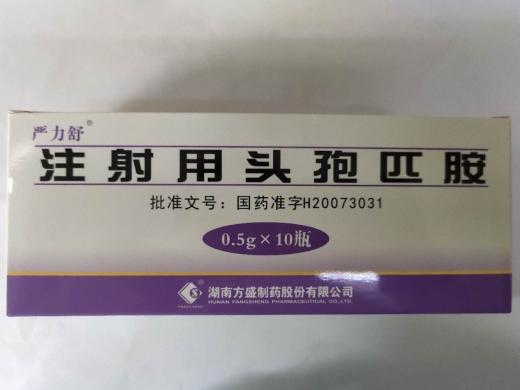 严力舒®
注射用头孢匹胺
批准文号：国药准字H20073031
0.5g×10瓶
湖南方盛制药股份有限公司
HUNAN FANGSHENG PHARMACEUTICAL CO.,LTD.